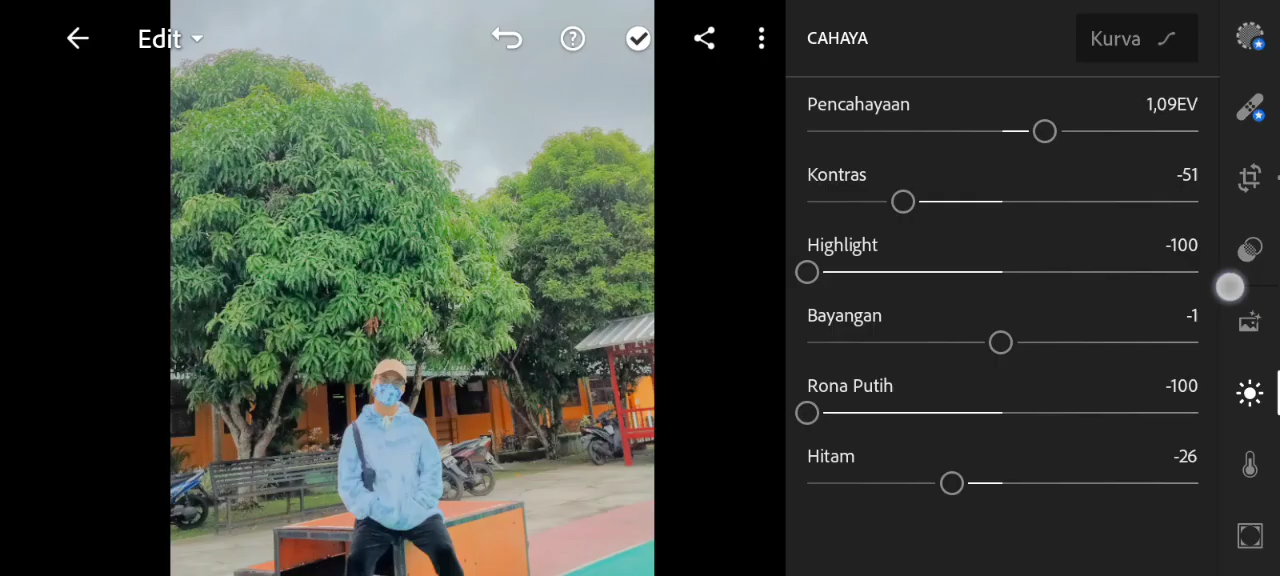 Edit
CAHAYA
Kurva
Pencahayaan 1,09EV
Kontras -51
Highlight -100
Bayangan -1
Rona Putih -100
Hitam -26